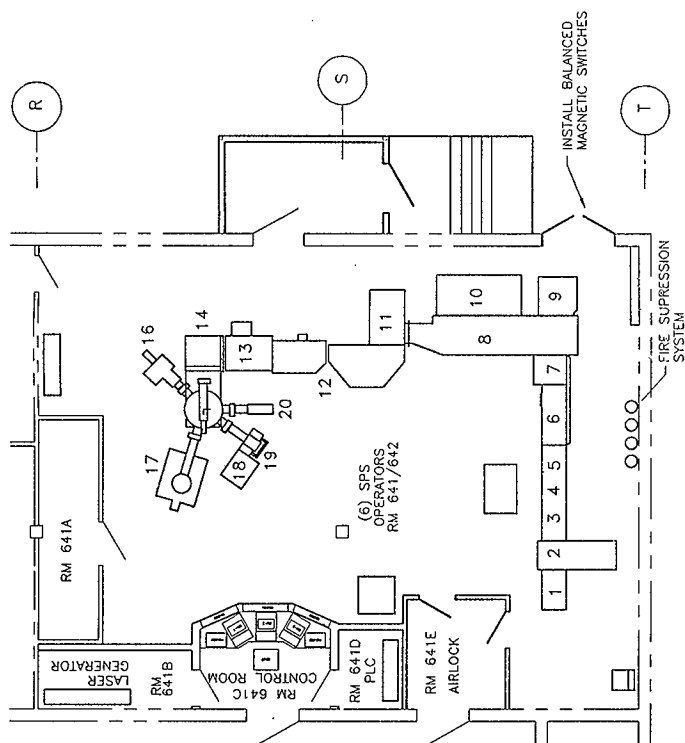 R
S
T
INSTALL BALANCED
MAGNETIC SWITCHES
FIRE SUPRESSION
SYSTEM
16
14
13
11
10
9
8
12
7
6
5
4
3
2
1
17
18
19
20
(6) SPS
OPERATORS
RM 641/642
RM 641A
LASER
GENERATOR
RM
641B
RM 641C
CONTROL ROOM
RM 641D
PLC
RM 641E
AIRLOCK